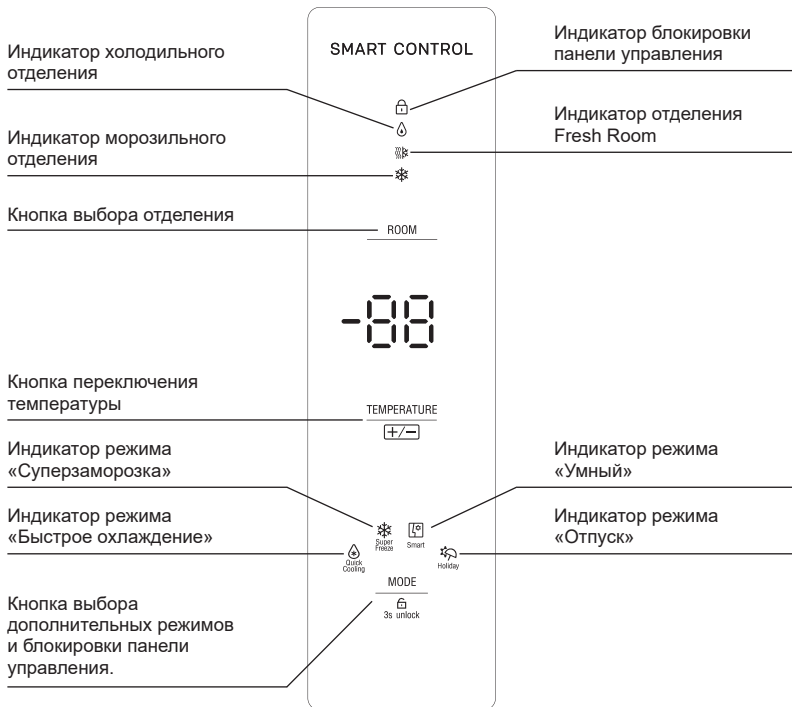 SMART CONTROL
Индикатор холодильного
отделения
Индикатор морозильного
отделения
Кнопка выбора отделения
Индикатор блокировки
панели управления
Индикатор отделения
Fresh Room
ROOM
-88
Кнопка переключения
температуры
TEMPERATURE
+/−
Индикатор режима
«Суперзаморозка»
Индикатор режима
«Быстрое охлаждение»
Индикатор режима
«Умный»
Индикатор режима
«Отпуск»
Super
Freeze
Smart
Quick
Cooling
Holiday
MODE
3s unlock
Кнопка выбора
дополнительных режимов
и блокировки панели
управления.